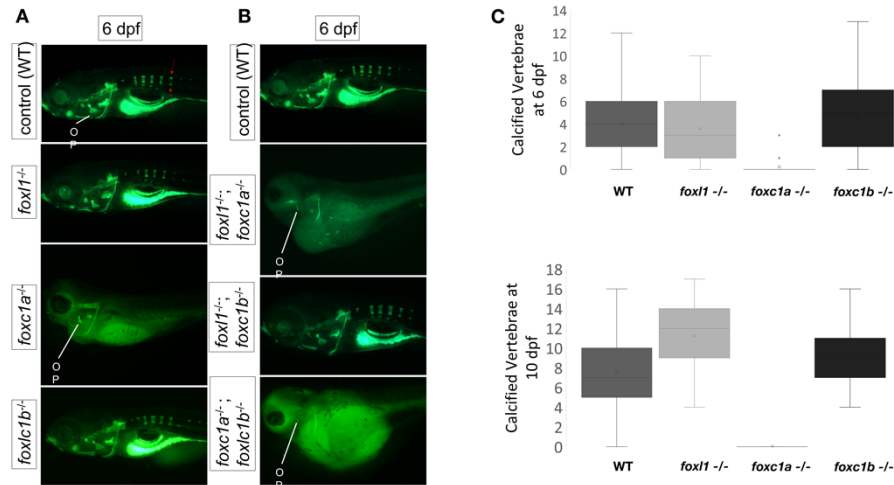 A
6 dpf
control (WT)
O
P
foxl1-/-
foxc1a-/-
O
P
foxlc1b-/-
B
6 dpf
control (WT)
foxl1-/-;
foxc1a-/-
O
P
foxl1-/-;
foxc1b-/-
foxc1a-/-;
foxlc1b-/-
O
P
C
Calcified Vertebrae
at 6 dpf
14
12
10
8
6
4
2
0
WT
foxl1 -/-
foxc1a -/-
foxc1b -/-
Calcified Vertebrae at
10 dpf
18
16
14
12
10
8
6
4
2
0
WT
foxl1 -/-
foxc1a -/-
foxc1b -/-